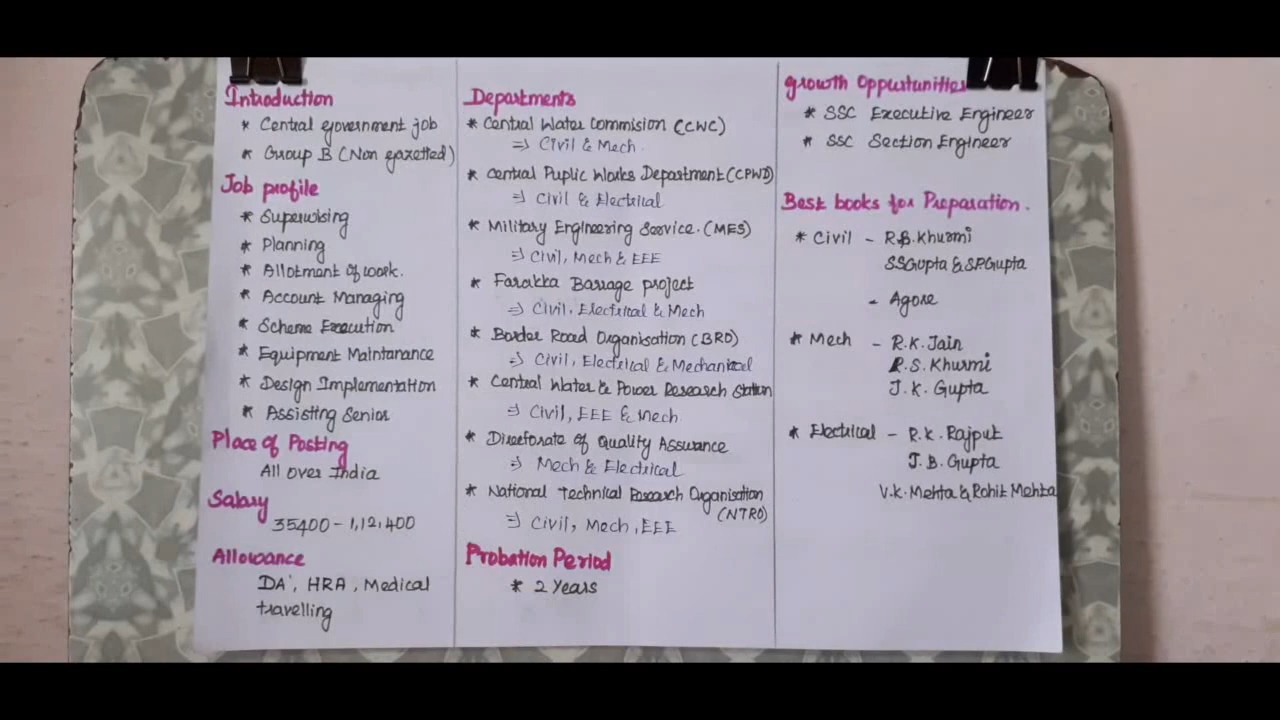 Introduction
* Central government job
* Group B (Non gazetted)
Job profile
* Supervising
* Planning
* Allotment of work.
* Account Managing
* Scheme Execution
* Equipment Maintanance
* Design Implementation
* Assisting Senior
Place of Posting
All over India
Salary
35400 - 1,12,400
Allowance
DA, HRA, Medical
travelling
Departments
* Central Water Commision (CWC)
⇒ Civil & Mech.
* Central Public Works Department (CPWD)
⇒ Civil & Electrical
* Military Engineering Service. (MES)
⇒ Civil, Mech & EEE
* Farakka Barrage project
⇒ Civil, Electrical & Mech
* Border Road Organisation (BRO)
⇒ Civil, Electrical & Mechanical
* Central Water & Power Research Station
⇒ Civil, EEE & Mech.
* Directorate of Quality Assurance
⇒ Mech & Electrical
* National Technical Research Organisation
(NTRO)
⇒ Civil, Mech, EEE
Probation Period
* 2 Years
Growth Oppurtunities
* SSC Executive Engineer
* SSC Section Engineer
Best books for Preparation.
* Civil - R.S. Khurmi
SS Gupta & SP Gupta
- Agore
* Mech - R.K. Jain
R.S. Khurmi
J.K. Gupta
* Electrical - R.K. Rajput
J.B. Gupta
V.K. Mehta & Rohit Mehta